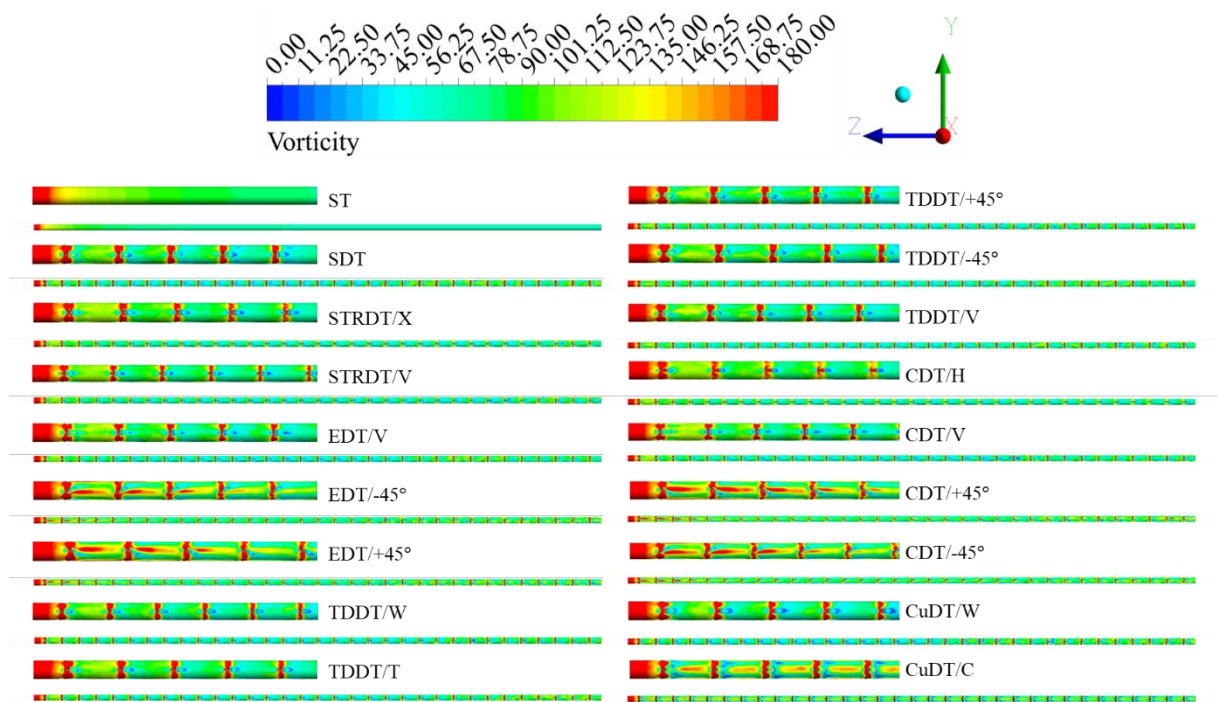 0.00
11.25
22.50
33.75
45.00
56.25
67.50
78.75
90.00
101.25
112.50
123.75
135.00
146.25
157.50
168.75
180.00
Vorticity
Y
Z
X
ST
SDT
STRDT/X
STRDT/V
EDT/V
EDT/-45°
EDT/+45°
TDDT/W
TDDT/T
TDDT/+45°
TDDT/-45°
TDDT/V
CDT/H
CDT/V
CDT/+45°
CDT/-45°
CuDT/W
CuDT/C